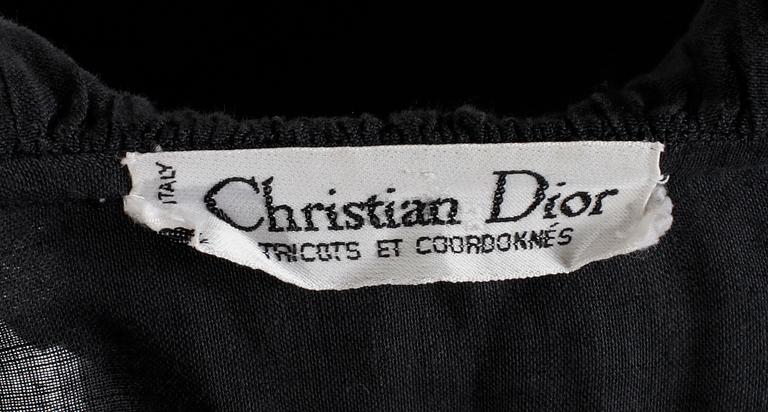 Christian Dior
TRICOTS ET COORDONNÉS
ITALY